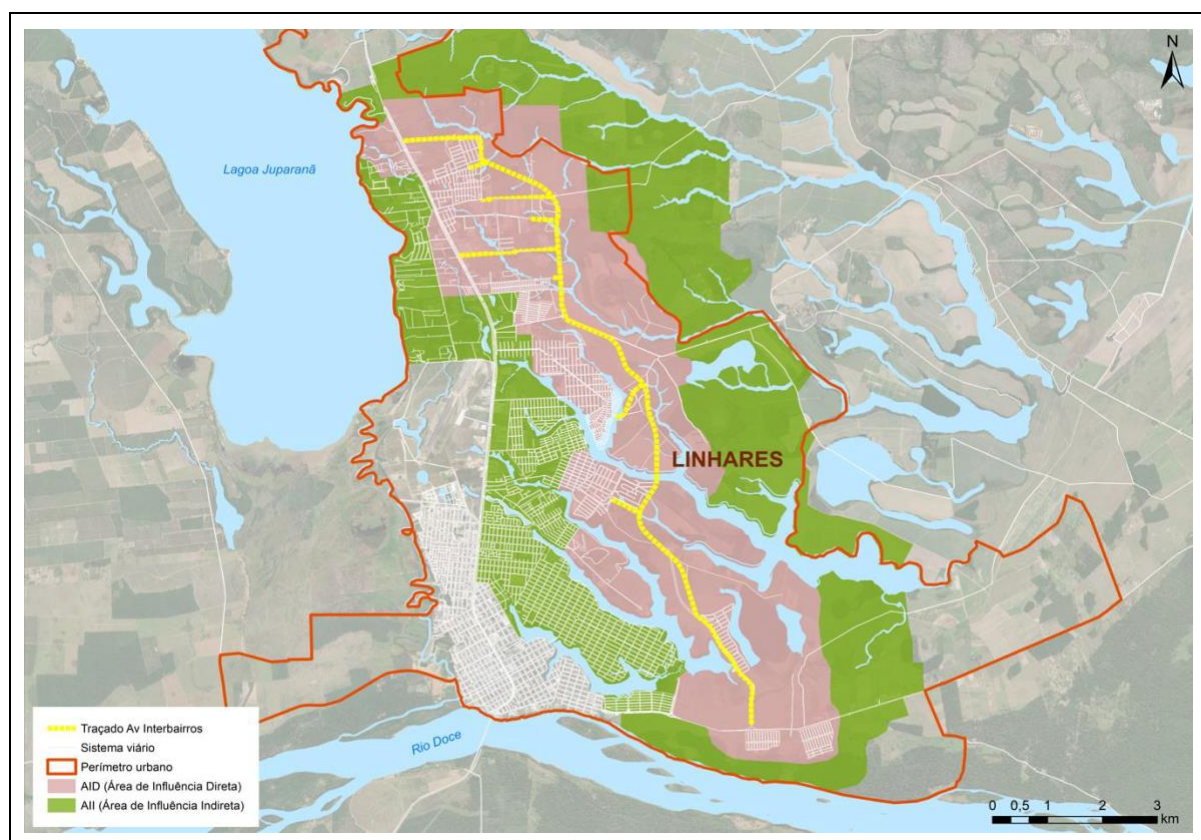 N
Lagoa Juparanã
LINHARES
Rio Doce
Traçado Av Interbairros
Sistema viário
Perímetro urbano
AID (Área de Influência Direta)
AII (Área de Influência Indireta)
0 0,5 1 2 3
km